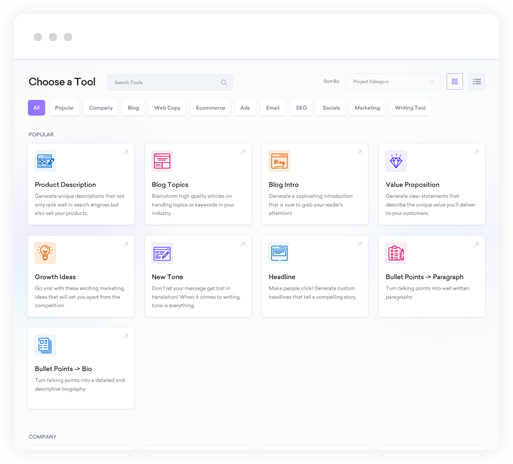 Choose a Tool
Search Tools
Sort By:
Project Category
All
Popular
Company
Blog
Web Copy
Ecommerce
Ads
Email
SEO
Socials
Marketing
Writing Tool
POPULAR
Product Description
Generate unique descriptions that not
only rank well in search engines but
also sell your products.
Blog Topics
Brainstorm high quality articles on
trending topics or keywords in your
industry.
Blog
Blog Intro
Generate a captivating introduction
that is sure to grab your reader's
attention!
Value Proposition
Generate clear statements that
describe the unique value you'll deliver
to your customers.
Growth Ideas
Go viral with these exciting marketing
ideas that will set you apart from the
competition.
New Tone
Don't let your message get lost in
translation! When it comes to writing,
tone is everything.
Headline
Make people click! Generate custom
headlines that tell a compelling story.
Bullet Points -> Paragraph
Turn talking points into well written
paragraphs
Bullet Points -> Bio
Turn talking points into a detailed and
descriptive biography
COMPANY